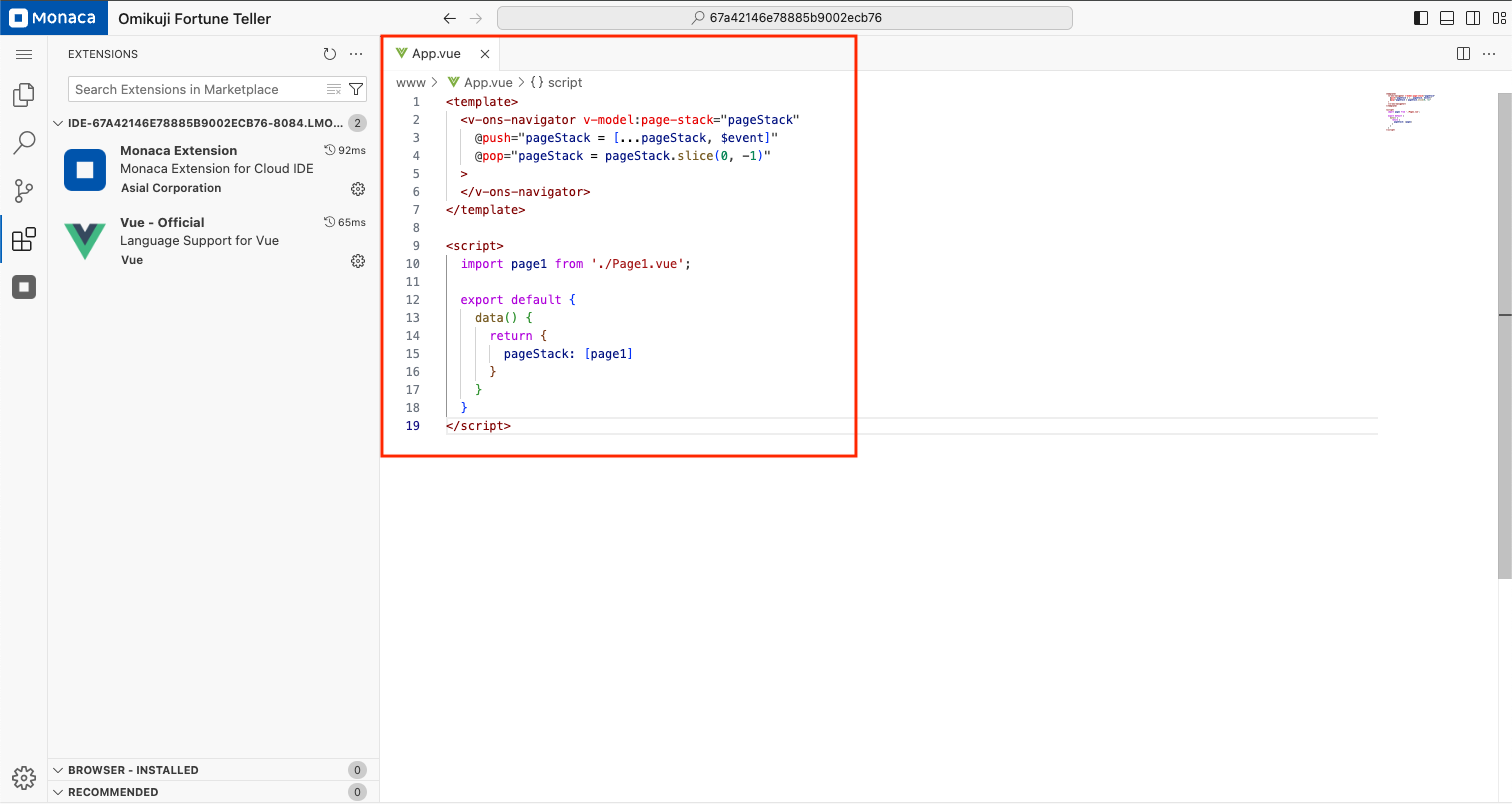 Monaca
Omikuji Fortune Teller
67a42146e78885b9002ecb76
EXTENSIONS
Search Extensions in Marketplace
IDE-67A42146E78885B9002ECB76-8084.LMO... 2
Monaca Extension 92ms
Monaca Extension for Cloud IDE
Asial Corporation
Vue - Official 65ms
Language Support for Vue
Vue
BROWSER - INSTALLED 0
RECOMMENDED 0
App.vue
www > App.vue > {} script
1 <template>
2 <v-ons-navigator v-model:page-stack="pageStack"
3 @push="pageStack = [...pageStack, $event]"
4 @pop="pageStack = pageStack.slice(0, -1)"
5 >
6 </v-ons-navigator>
7 </template>
8
9 <script>
10 import page1 from './Page1.vue';
11
12 export default {
13 data() {
14 return {
15 pageStack: [page1]
16 }
17 }
18 }
19 </script>